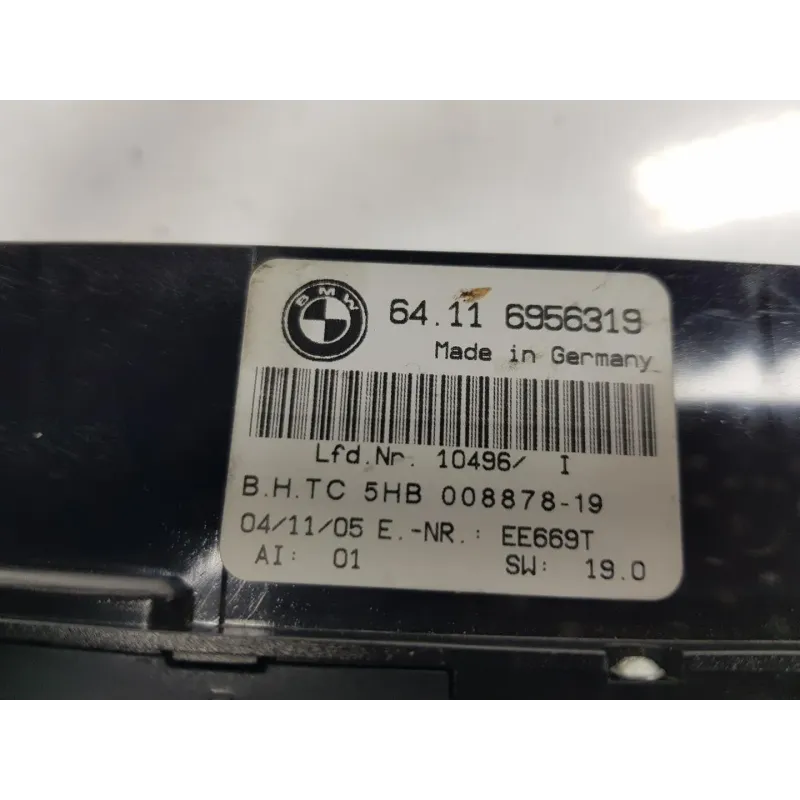 BMW
64.11 6956319
Made in Germany
Lfd.Nr. 10496/ I
B.H.TC 5HB 008878-19
04/11/05 E.-NR.: EE669T
AI: 01 SW: 19.0